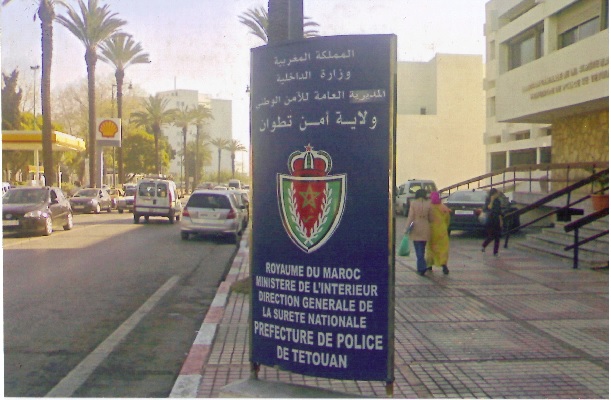 المملكة المغربية
وزارة الداخلية
المديرية العامة للأمن الوطني
ولاية أمن تطوان
ROYAUME DU MAROC
MINISTERE DE L'INTERIEUR
DIRECTION GENERALE DE
LA SURETE NATIONALE
PREFECTURE DE POLICE
DE TETOUAN
Shell